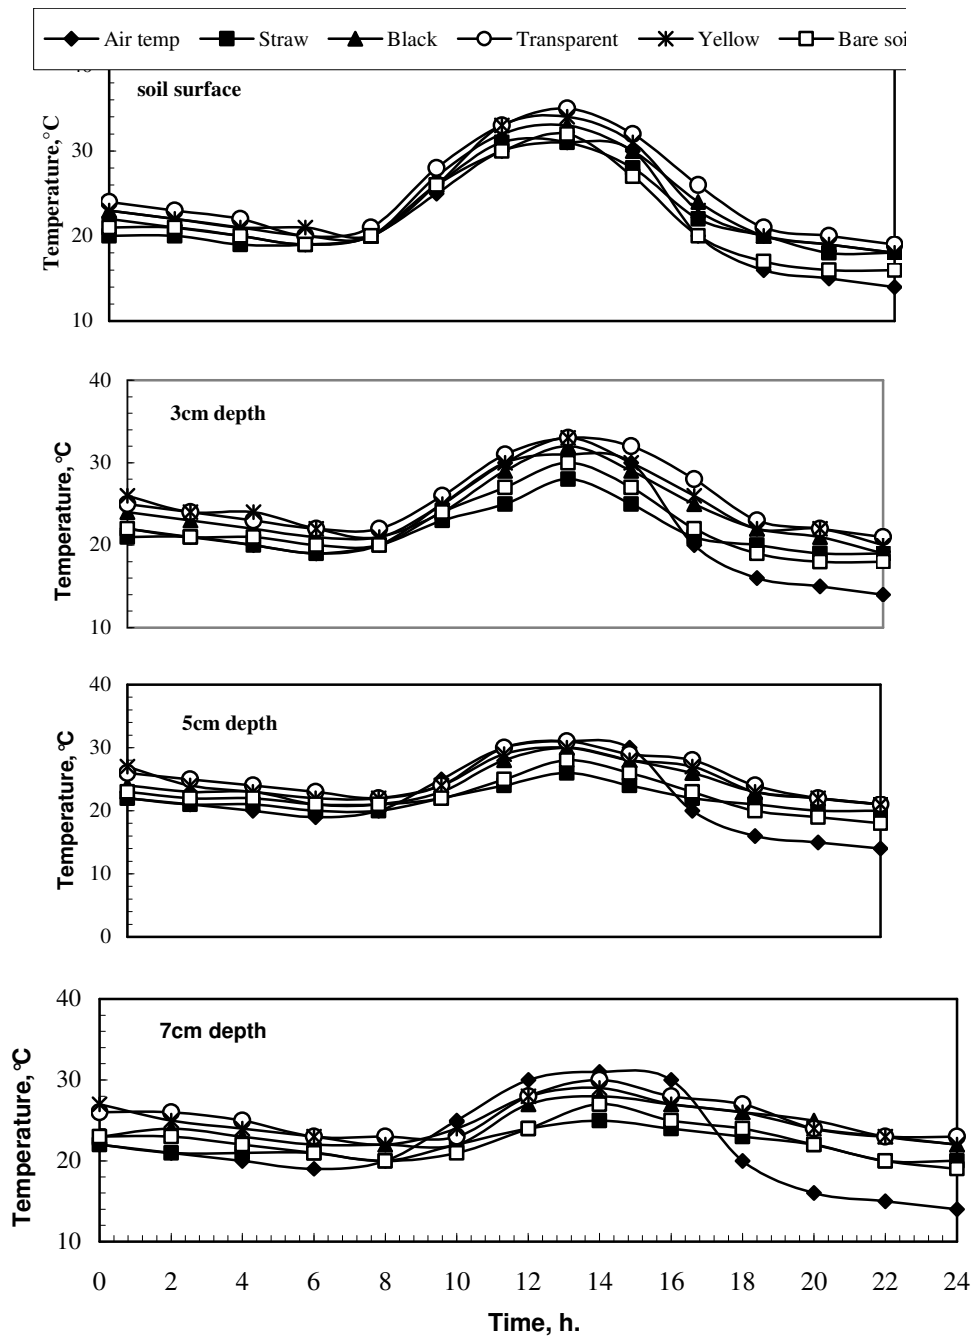 Air temp Straw Black Transparent Yellow Bare soi
soil surface
30
20
10
Temperature,°C
40
3cm depth
30
20
10
Temperature,°C
40
5cm depth
30
20
10
0
Temperature,°C
40
7cm depth
30
20
10
Temperature,°C
0 2 4 6 8 10 12 14 16 18 20 22 24
Time, h.